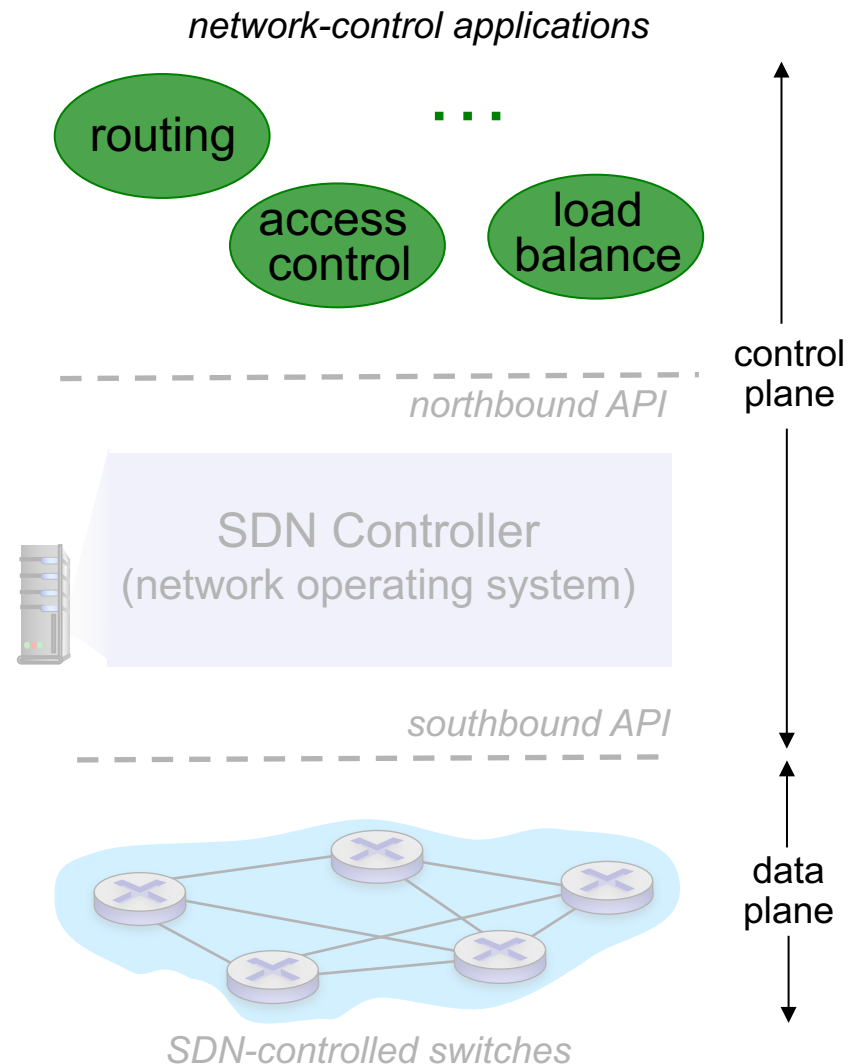 network-control applications
routing
...
access
control
load
balance
control
plane
northbound API
SDN Controller
(network operating system)
southbound API
data
plane
SDN-controlled switches